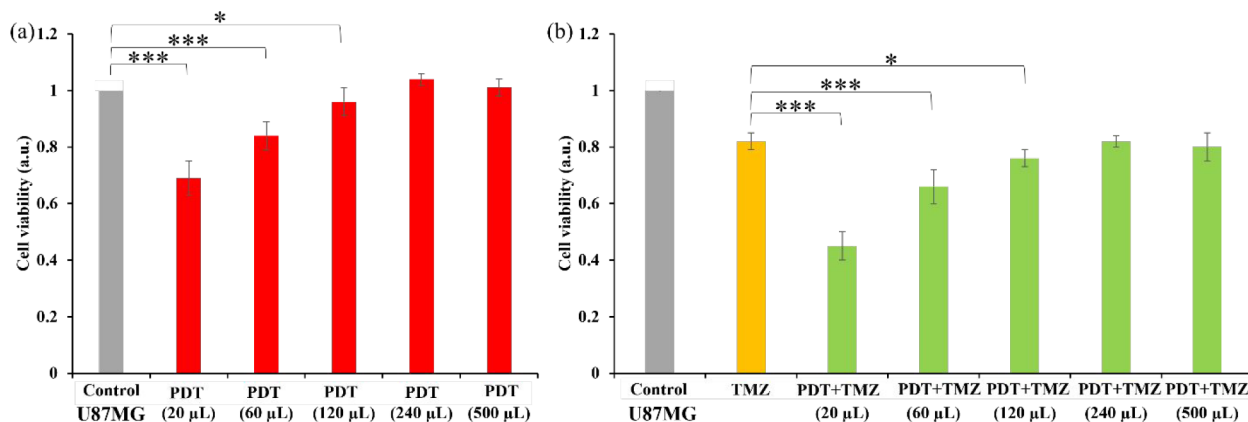 (a)
*
***
***
1.2
1
0.8
0.6
0.4
0.2
0
Cell viability (a.u.)
Control PDT PDT PDT PDT PDT
U87MG (20 µL) (60 µL) (120 µL) (240 µL) (500 µL)
(b)
*
***
***
1.2
1
0.8
0.6
0.4
0.2
0
Cell viability (a.u.)
Control TMZ PDT+TMZ PDT+TMZ PDT+TMZ PDT+TMZ PDT+TMZ
U87MG (20 µL) (60 µL) (120 µL) (240 µL) (500 µL)